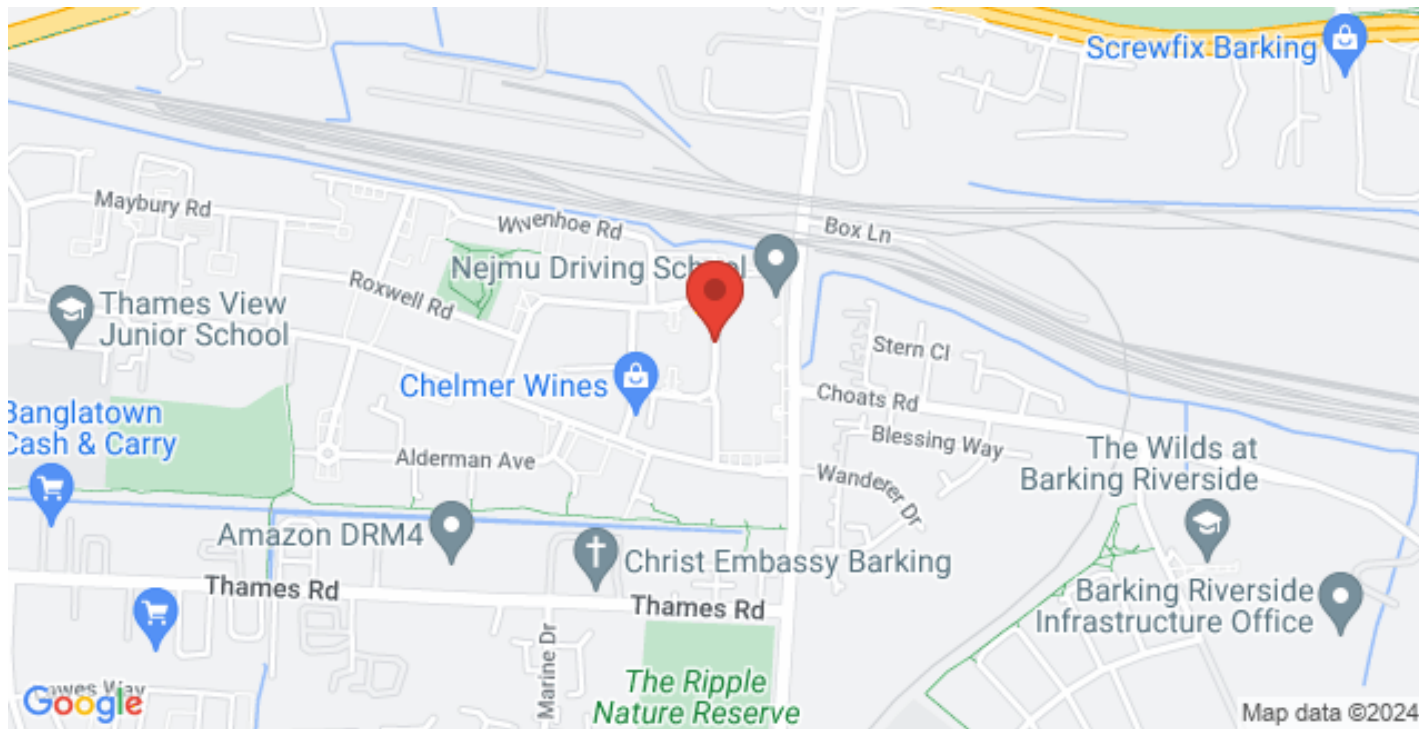 Screwfix Barking
Maybury Rd
Wivenhoe Rd
Box Ln
Nejmu Driving School
Roxwell Rd
Thames View
Junior School
Stern Cl
Chelmer Wines
Choats Rd
Banglatown
Cash & Carry
Blessing Way
Alderman Ave
The Wilds at
Barking Riverside
Wanderer Dr
Amazon DRM4
Christ Embassy Barking
Thames Rd
Thames Rd
Barking Riverside
Infrastructure Office
Marine Dr
The Ripple
Nature Reserve
Way
Google
Map data ©2024